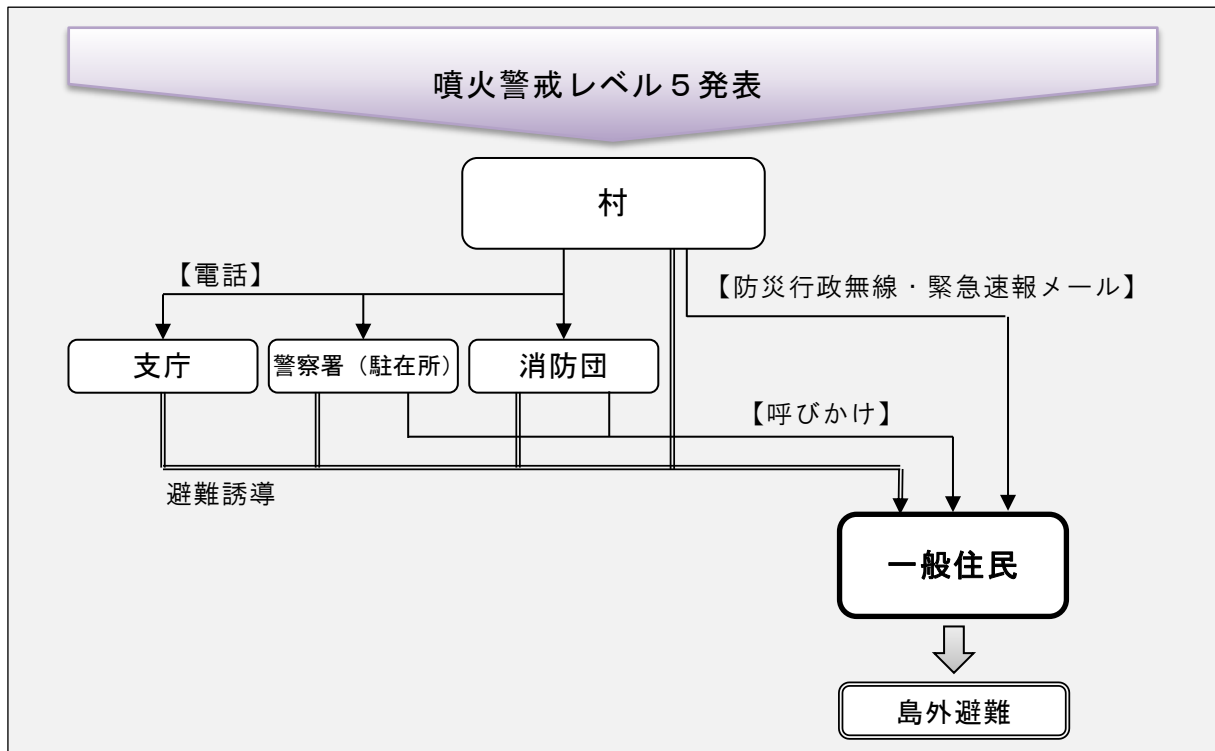 噴火警戒レベル５発表
村
【電話】
【防災行政無線・緊急速報メール】
支庁
警察署（駐在所）
消防団
【呼びかけ】
避難誘導
一般住民
島外避難